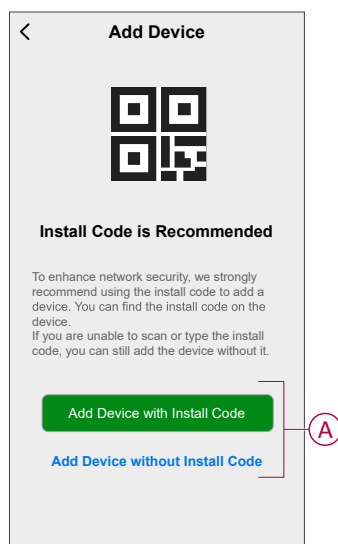 Add Device
Install Code is Recommended
To enhance network security, we strongly
recommend using the install code to add a
device. You can find the install code on the
device.
If you are unable to scan or type the install
code, you can still add the device without it.
Add Device with Install Code
A
Add Device without Install Code